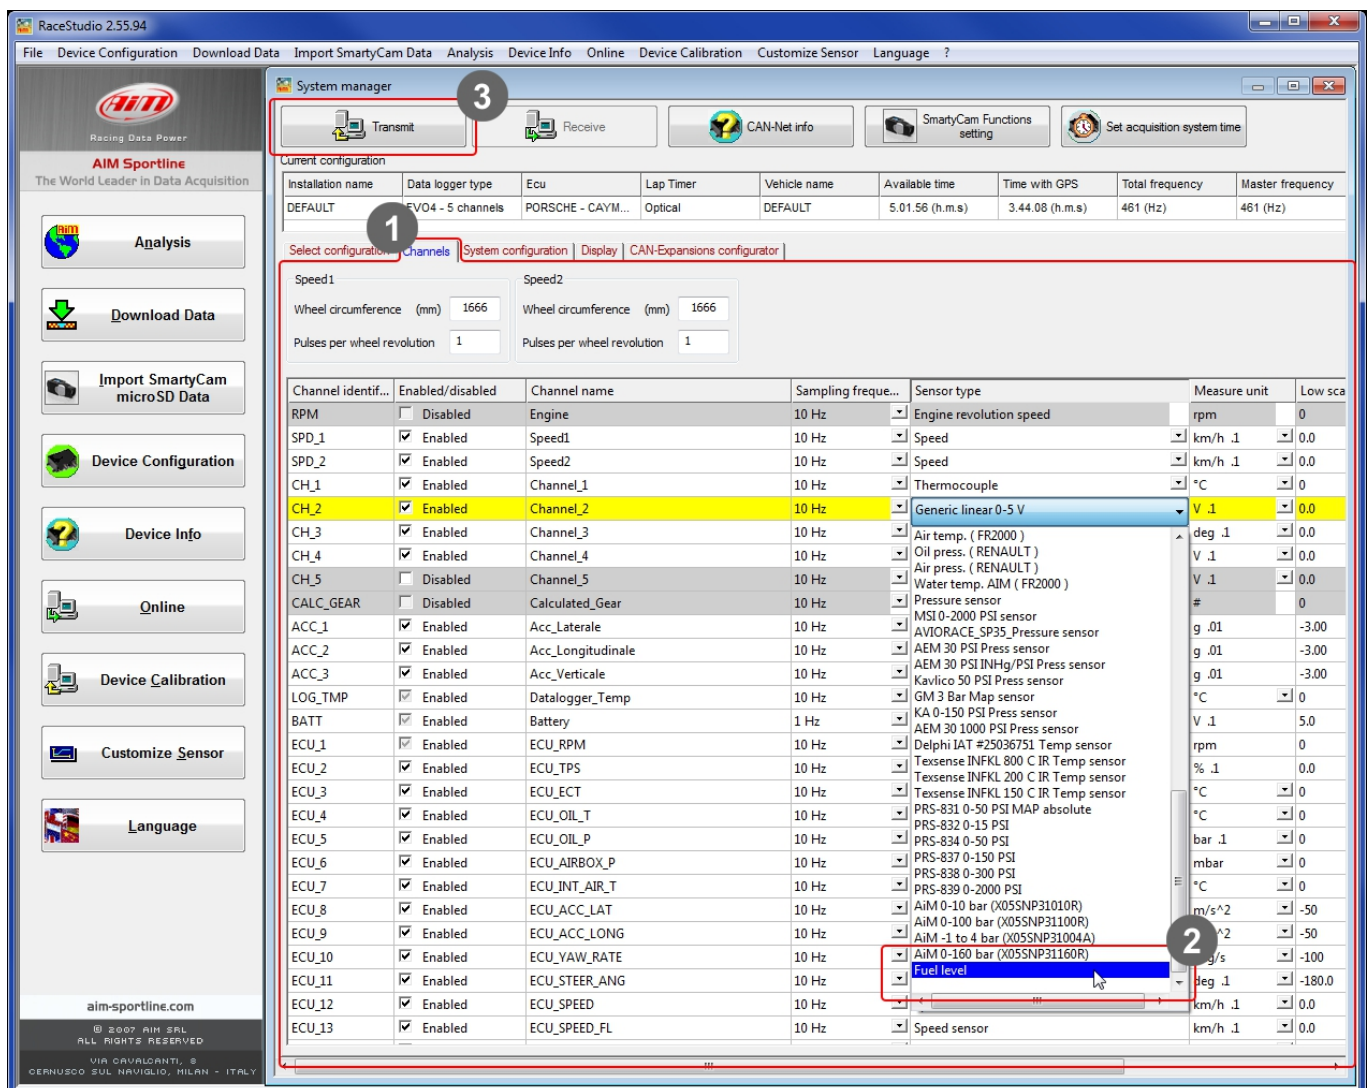 RaceStudio 2.55.94
File Device Configuration Download Data Import SmartyCam Data Analysis Device Info Online Device Calibration Customize Sensor Language ?
AiM
Racing Data Power
AIM Sportline
The World Leader in Data Acquisition
Analysis
Download Data
Import SmartyCam
microSD Data
Device Configuration
Device Info
Online
Device Calibration
Customize Sensor
Language
aim-sportline.com
© 2007 AIM SRL
ALL RIGHTS RESERVED
VIA CAVALCANTI, 8
CERNUSCO SUL NAVIGLIO, MILAN - ITALY
System manager
3
Transmit Receive CAN-Net info SmartyCam Functions setting Set acquisition system time
Current configuration
Installation name Data logger type Ecu Lap Timer Vehicle name Available time Time with GPS Total frequency Master frequency
DEFAULT EVO4 - 5 channels PORSCHE - CAYM... Optical DEFAULT 5.01.56 (h.m.s) 3.44.08 (h.m.s) 461 (Hz) 461 (Hz)
1
Select configuration Channels System configuration Display CAN-Expansions configurator
Speed1 Speed2
Wheel circumference (mm) 1666 Wheel circumference (mm) 1666
Pulses per wheel revolution 1 Pulses per wheel revolution 1
Channel identif... Enabled/disabled Channel name Sampling freque... Sensor type Measure unit Low sca
RPM Disabled Engine 10 Hz Engine revolution speed rpm 0
SPD_1 Enabled Speed1 10 Hz Speed km/h .1 0.0
SPD_2 Enabled Speed2 10 Hz Speed km/h .1 0.0
CH_1 Enabled Channel_1 10 Hz Thermocouple °C 0
CH_2 Enabled Channel_2 10 Hz Generic linear 0-5 V V .1 0.0
CH_3 Enabled Channel_3 10 Hz deg .1 0.0
CH_4 Enabled Channel_4 10 Hz V .1 0.0
CH_5 Disabled Channel_5 10 Hz V .1 0.0
CALC_GEAR Disabled Calculated_Gear 10 Hz # 0
ACC_1 Enabled Acc_Laterale 10 Hz g .01 -3.00
ACC_2 Enabled Acc_Longitudinale 10 Hz g .01 -3.00
ACC_3 Enabled Acc_Verticale 10 Hz g .01 -3.00
LOG_TMP Enabled Datalogger_Temp 10 Hz °C 0
BATT Enabled Battery 1 Hz V .1 5.0
ECU_1 Enabled ECU_RPM 10 Hz rpm 0
ECU_2 Enabled ECU_TPS 10 Hz % .1 0.0
ECU_3 Enabled ECU_ECT 10 Hz °C 0
ECU_4 Enabled ECU_OIL_T 10 Hz °C 0
ECU_5 Enabled ECU_OIL_P 10 Hz bar .1 0
ECU_6 Enabled ECU_AIRBOX_P 10 Hz mbar 0
ECU_7 Enabled ECU_INT_AIR_T 10 Hz °C 0
ECU_8 Enabled ECU_ACC_LAT 10 Hz m/s^2 -50
ECU_9 Enabled ECU_ACC_LONG 10 Hz ^2 -50
ECU_10 Enabled ECU_YAW_RATE 10 Hz g/s -100
ECU_11 Enabled ECU_STEER_ANG 10 Hz deg .1 -180.0
ECU_12 Enabled ECU_SPEED 10 Hz km/h .1 0.0
ECU_13 Enabled ECU_SPEED_FL 10 Hz Speed sensor km/h .1 0.0
Air temp. ( FR2000 )
Oil press. ( RENAULT )
Air press. ( RENAULT )
Water temp. AIM ( FR2000 )
Pressure sensor
MSI 0-2000 PSI sensor
AVIORACE_SP35_Pressure sensor
AEM 30 PSI Press sensor
AEM 30 PSI INHg/PSI Press sensor
Kavlico 50 PSI Press sensor
GM 3 Bar Map sensor
KA 0-150 PSI Press sensor
AEM 30 1000 PSI Press sensor
Delphi IAT #25036751 Temp sensor
Texsense INFKL 800 C IR Temp sensor
Texsense INFKL 200 C IR Temp sensor
Texsense INFKL 150 C IR Temp sensor
PRS-831 0-50 PSI MAP absolute
PRS-832 0-15 PSI
PRS-834 0-50 PSI
PRS-837 0-150 PSI
PRS-838 0-300 PSI
PRS-839 0-2000 PSI
AiM 0-10 bar (X05SNP31010R)
AiM 0-100 bar (X05SNP31100R)
AiM -1 to 4 bar (X05SNP31004A)
AiM 0-160 bar (X05SNP31160R)
Fuel level
2